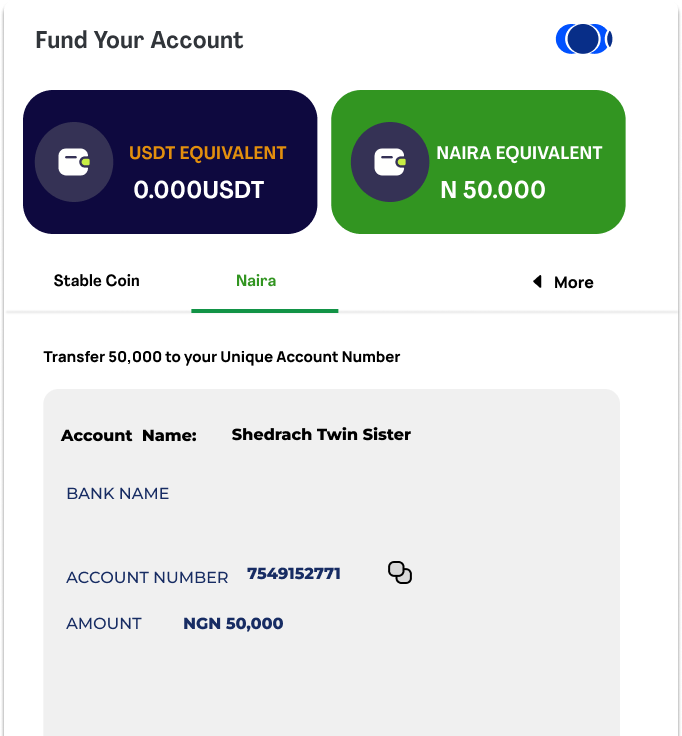 Fund Your Account
USDT EQUIVALENT
0.000USDT
NAIRA EQUIVALENT
N 50.000
Stable Coin
Naira
More
Transfer 50,000 to your Unique Account Number
Account Name: Shedrach Twin Sister
BANK NAME
ACCOUNT NUMBER 7549152771
AMOUNT NGN 50,000